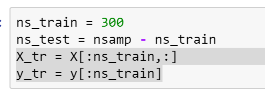 ns_train = 300
ns_test = nsamp - ns_train
X_tr = X[:ns_train,:]
y_tr = y[:ns_train]